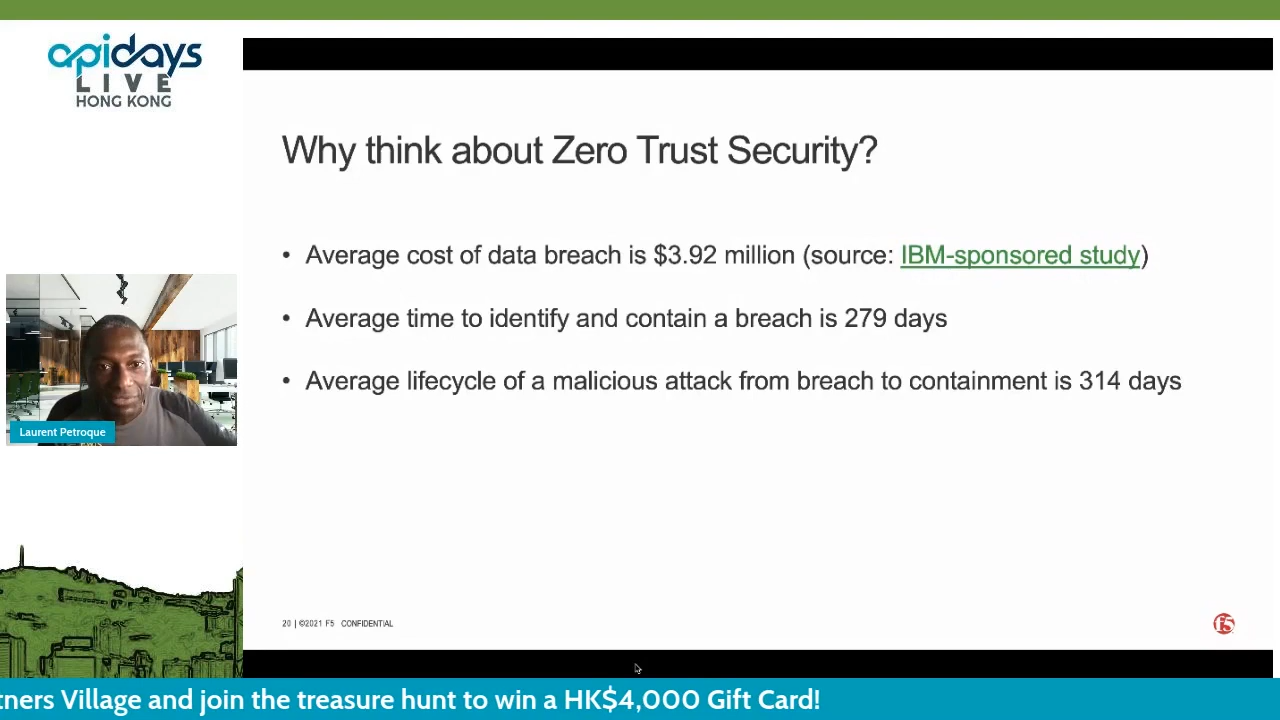 apidays
LIVE
HONG KONG
Why think about Zero Trust Security?
• Average cost of data breach is $3.92 million (source: IBM-sponsored study)
• Average time to identify and contain a breach is 279 days
• Average lifecycle of a malicious attack from breach to containment is 314 days
Laurent Petroque
20 | ©2021 F5 CONFIDENTIAL
f5
tners Village and join the treasure hunt to win a HK$4,000 Gift Card!